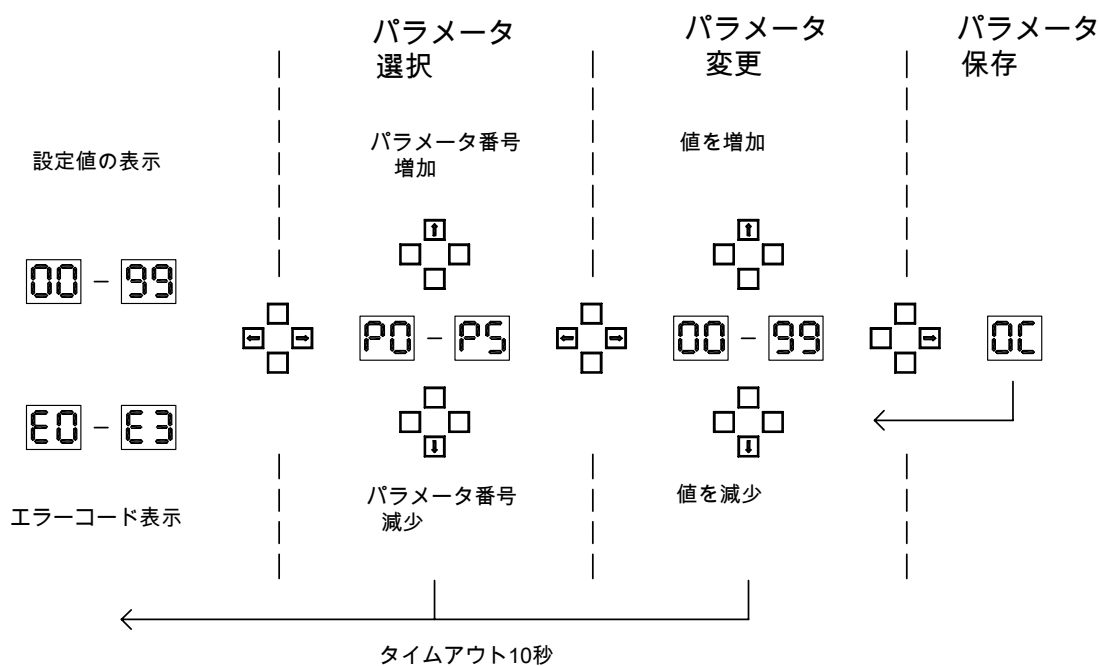 パラメータ
選択
パラメータ
変更
パラメータ
保存
設定値の表示
パラメータ番号
増加
値を増加
00 – 99
P0 – P5
00 – 99
0C
E0 – E3
エラーコード表示
パラメータ番号
減少
値を減少
タイムアウト10秒